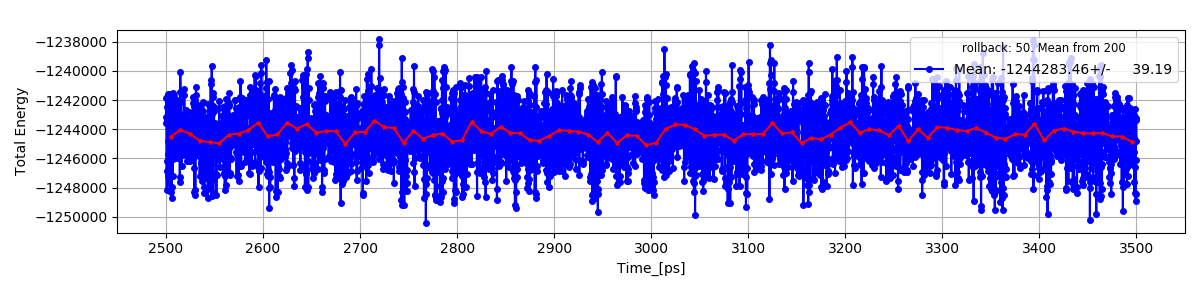 rollback: 50. Mean from 200
Mean: -1244283.46+/- 39.19
Total Energy
−1238000
−1240000
−1242000
−1244000
−1246000
−1248000
−1250000
2500 2600 2700 2800 2900 3000 3100 3200 3300 3400 3500
Time_[ps]